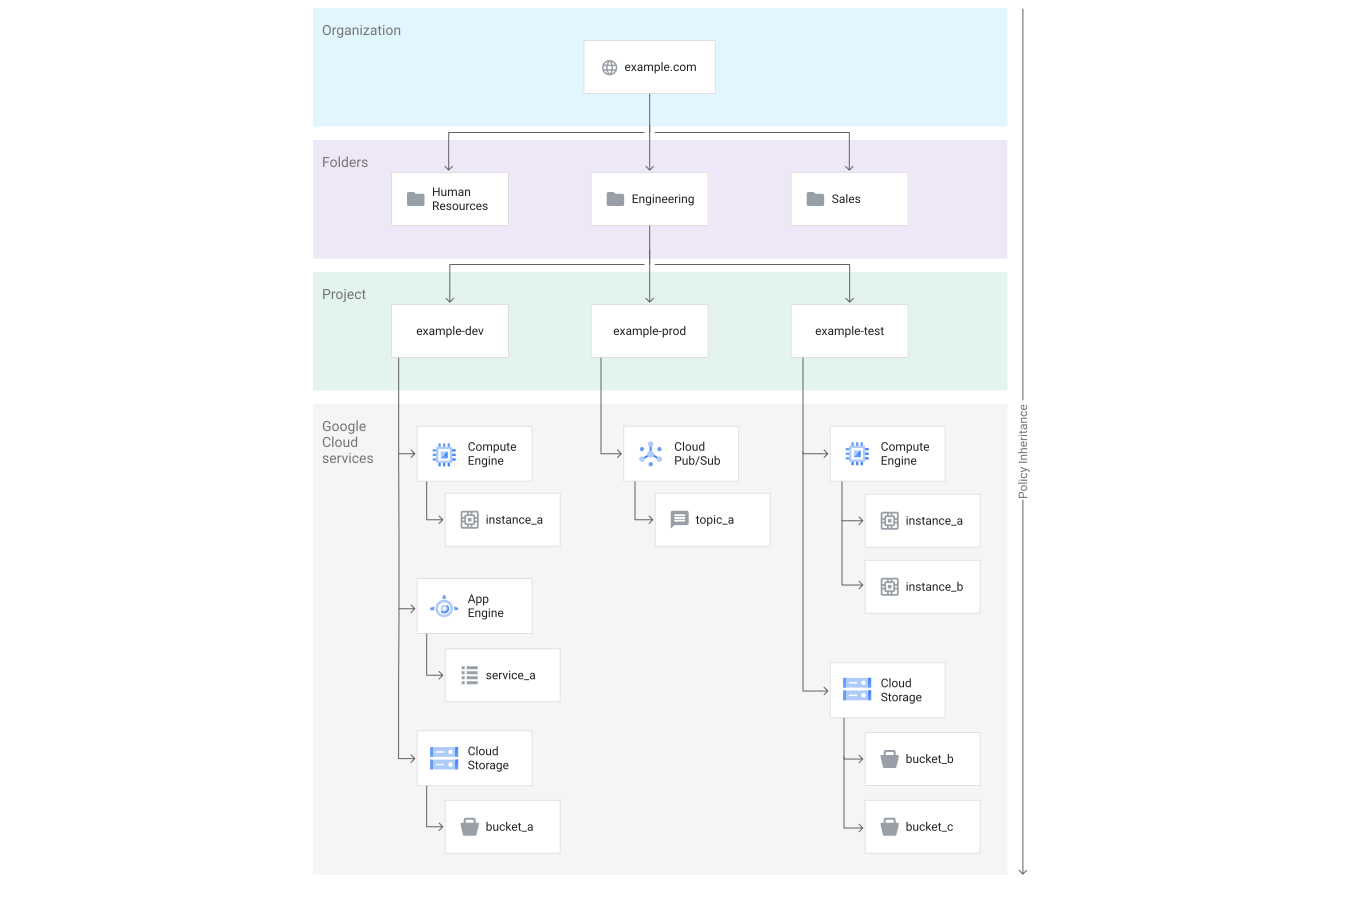 Organization
example.com
Folders
Human
Resources
Engineering
Sales
Project
example-dev
example-prod
example-test
Google
Cloud
services
Compute
Engine
instance_a
App
Engine
service_a
Cloud
Storage
bucket_a
Cloud
Pub/Sub
topic_a
Compute
Engine
instance_a
instance_b
Cloud
Storage
bucket_b
bucket_c
Policy Inheritance